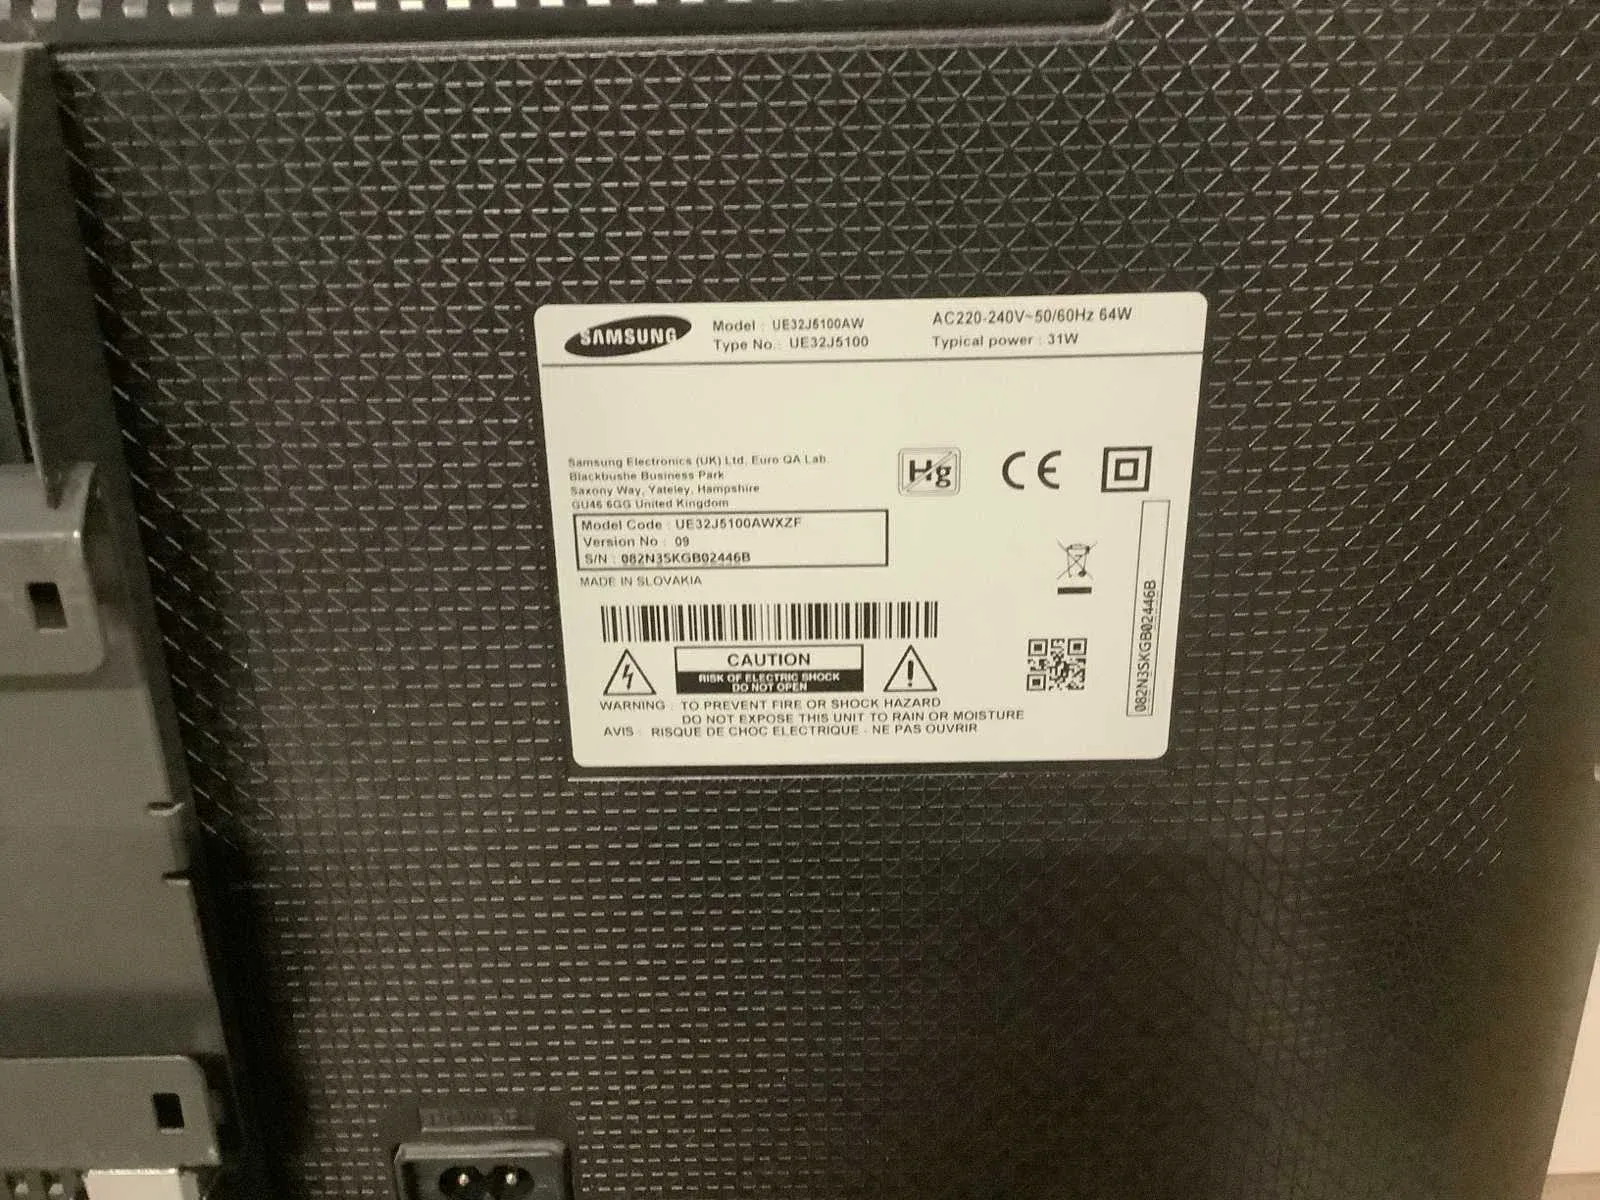 SAMSUNG
Model : UE32J5100AW
Type No. : UE32J5100
AC220-240V~50/60Hz 64W
Typical power : 31W
Samsung Electronics (UK) Ltd. Euro QA Lab.
Blackbushe Business Park
Saxony Way, Yateley, Hampshire
GU46 6GG United Kingdom
Hg
CE
Model Code : UE32J5100AWXZF
Version No : 09
S/N : 082N3SKGB02446B
MADE IN SLOVAKIA
082N3SKGB02446B
CAUTION
RISK OF ELECTRIC SHOCK
DO NOT OPEN
WARNING : TO PREVENT FIRE OR SHOCK HAZARD
DO NOT EXPOSE THIS UNIT TO RAIN OR MOISTURE
AVIS : RISQUE DE CHOC ELECTRIQUE - NE PAS OUVRIR